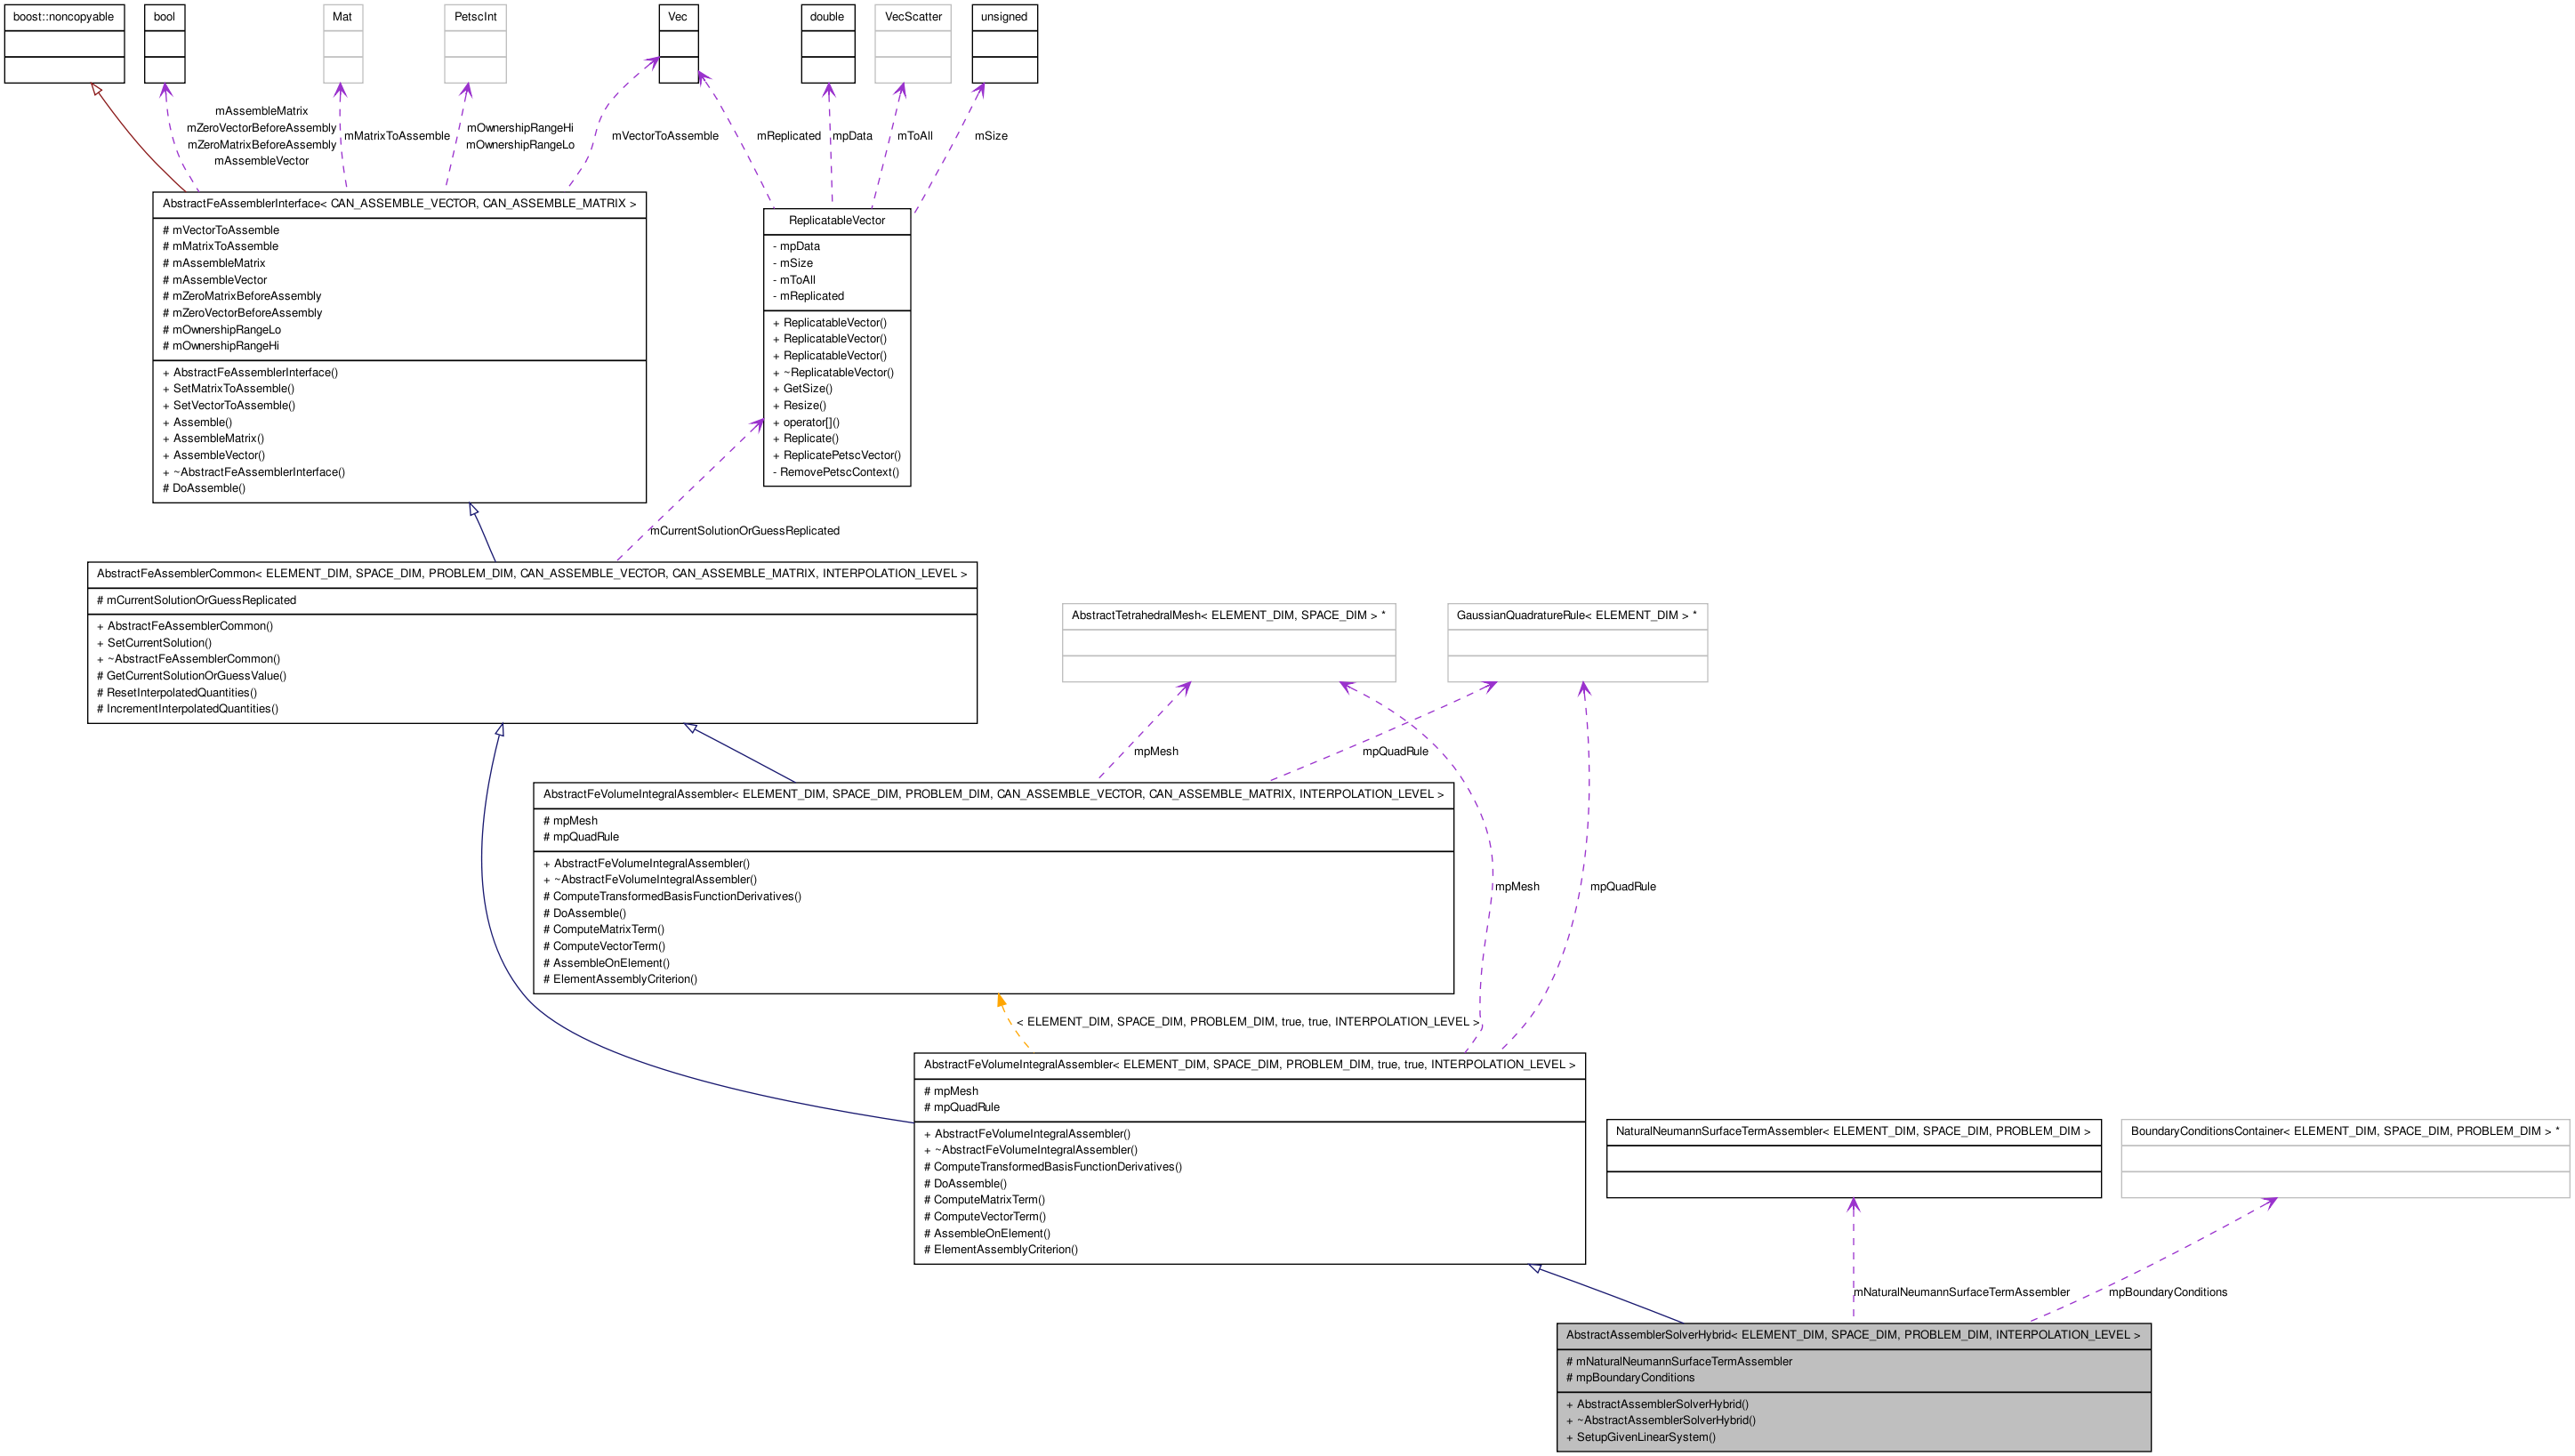 boost::noncopyable
bool
Mat
PetscInt
Vec
double
VecScatter
unsigned
mAssembleMatrix
mZeroVectorBeforeAssembly
mZeroMatrixBeforeAssembly
mAssembleVector
mMatrixToAssemble
mOwnershipRangeHi
mOwnershipRangeLo
mVectorToAssemble
mReplicated
mpData
mToAll
mSize
AbstractFeAssemblerInterface< CAN_ASSEMBLE_VECTOR, CAN_ASSEMBLE_MATRIX >
# mVectorToAssemble
# mMatrixToAssemble
# mAssembleMatrix
# mAssembleVector
# mZeroMatrixBeforeAssembly
# mZeroVectorBeforeAssembly
# mOwnershipRangeLo
# mOwnershipRangeHi
+ AbstractFeAssemblerInterface()
+ SetMatrixToAssemble()
+ SetVectorToAssemble()
+ Assemble()
+ AssembleMatrix()
+ AssembleVector()
+ ~AbstractFeAssemblerInterface()
# DoAssemble()
ReplicatableVector
- mpData
- mSize
- mToAll
- mReplicated
+ ReplicatableVector()
+ ReplicatableVector()
+ ReplicatableVector()
+ ~ReplicatableVector()
+ GetSize()
+ Resize()
+ operator[]()
+ Replicate()
+ ReplicatePetscVector()
- RemovePetscContext()
mCurrentSolutionOrGuessReplicated
AbstractFeAssemblerCommon< ELEMENT_DIM, SPACE_DIM, PROBLEM_DIM, CAN_ASSEMBLE_VECTOR, CAN_ASSEMBLE_MATRIX, INTERPOLATION_LEVEL >
# mCurrentSolutionOrGuessReplicated
+ AbstractFeAssemblerCommon()
+ SetCurrentSolution()
+ ~AbstractFeAssemblerCommon()
# GetCurrentSolutionOrGuessValue()
# ResetInterpolatedQuantities()
# IncrementInterpolatedQuantities()
AbstractTetrahedralMesh< ELEMENT_DIM, SPACE_DIM > *
GaussianQuadratureRule< ELEMENT_DIM > *
mpMesh
mpQuadRule
AbstractFeVolumeIntegralAssembler< ELEMENT_DIM, SPACE_DIM, PROBLEM_DIM, CAN_ASSEMBLE_VECTOR, CAN_ASSEMBLE_MATRIX, INTERPOLATION_LEVEL >
# mpMesh
# mpQuadRule
+ AbstractFeVolumeIntegralAssembler()
+ ~AbstractFeVolumeIntegralAssembler()
# ComputeTransformedBasisFunctionDerivatives()
# DoAssemble()
# ComputeMatrixTerm()
# ComputeVectorTerm()
# AssembleOnElement()
# ElementAssemblyCriterion()
mpMesh
mpQuadRule
< ELEMENT_DIM, SPACE_DIM, PROBLEM_DIM, true, true, INTERPOLATION_LEVEL >
AbstractFeVolumeIntegralAssembler< ELEMENT_DIM, SPACE_DIM, PROBLEM_DIM, true, true, INTERPOLATION_LEVEL >
# mpMesh
# mpQuadRule
+ AbstractFeVolumeIntegralAssembler()
+ ~AbstractFeVolumeIntegralAssembler()
# ComputeTransformedBasisFunctionDerivatives()
# DoAssemble()
# ComputeMatrixTerm()
# ComputeVectorTerm()
# AssembleOnElement()
# ElementAssemblyCriterion()
NaturalNeumannSurfaceTermAssembler< ELEMENT_DIM, SPACE_DIM, PROBLEM_DIM >
BoundaryConditionsContainer< ELEMENT_DIM, SPACE_DIM, PROBLEM_DIM > *
mNaturalNeumannSurfaceTermAssembler
mpBoundaryConditions
AbstractAssemblerSolverHybrid< ELEMENT_DIM, SPACE_DIM, PROBLEM_DIM, INTERPOLATION_LEVEL >
# mNaturalNeumannSurfaceTermAssembler
# mpBoundaryConditions
+ AbstractAssemblerSolverHybrid()
+ ~AbstractAssemblerSolverHybrid()
+ SetupGivenLinearSystem()